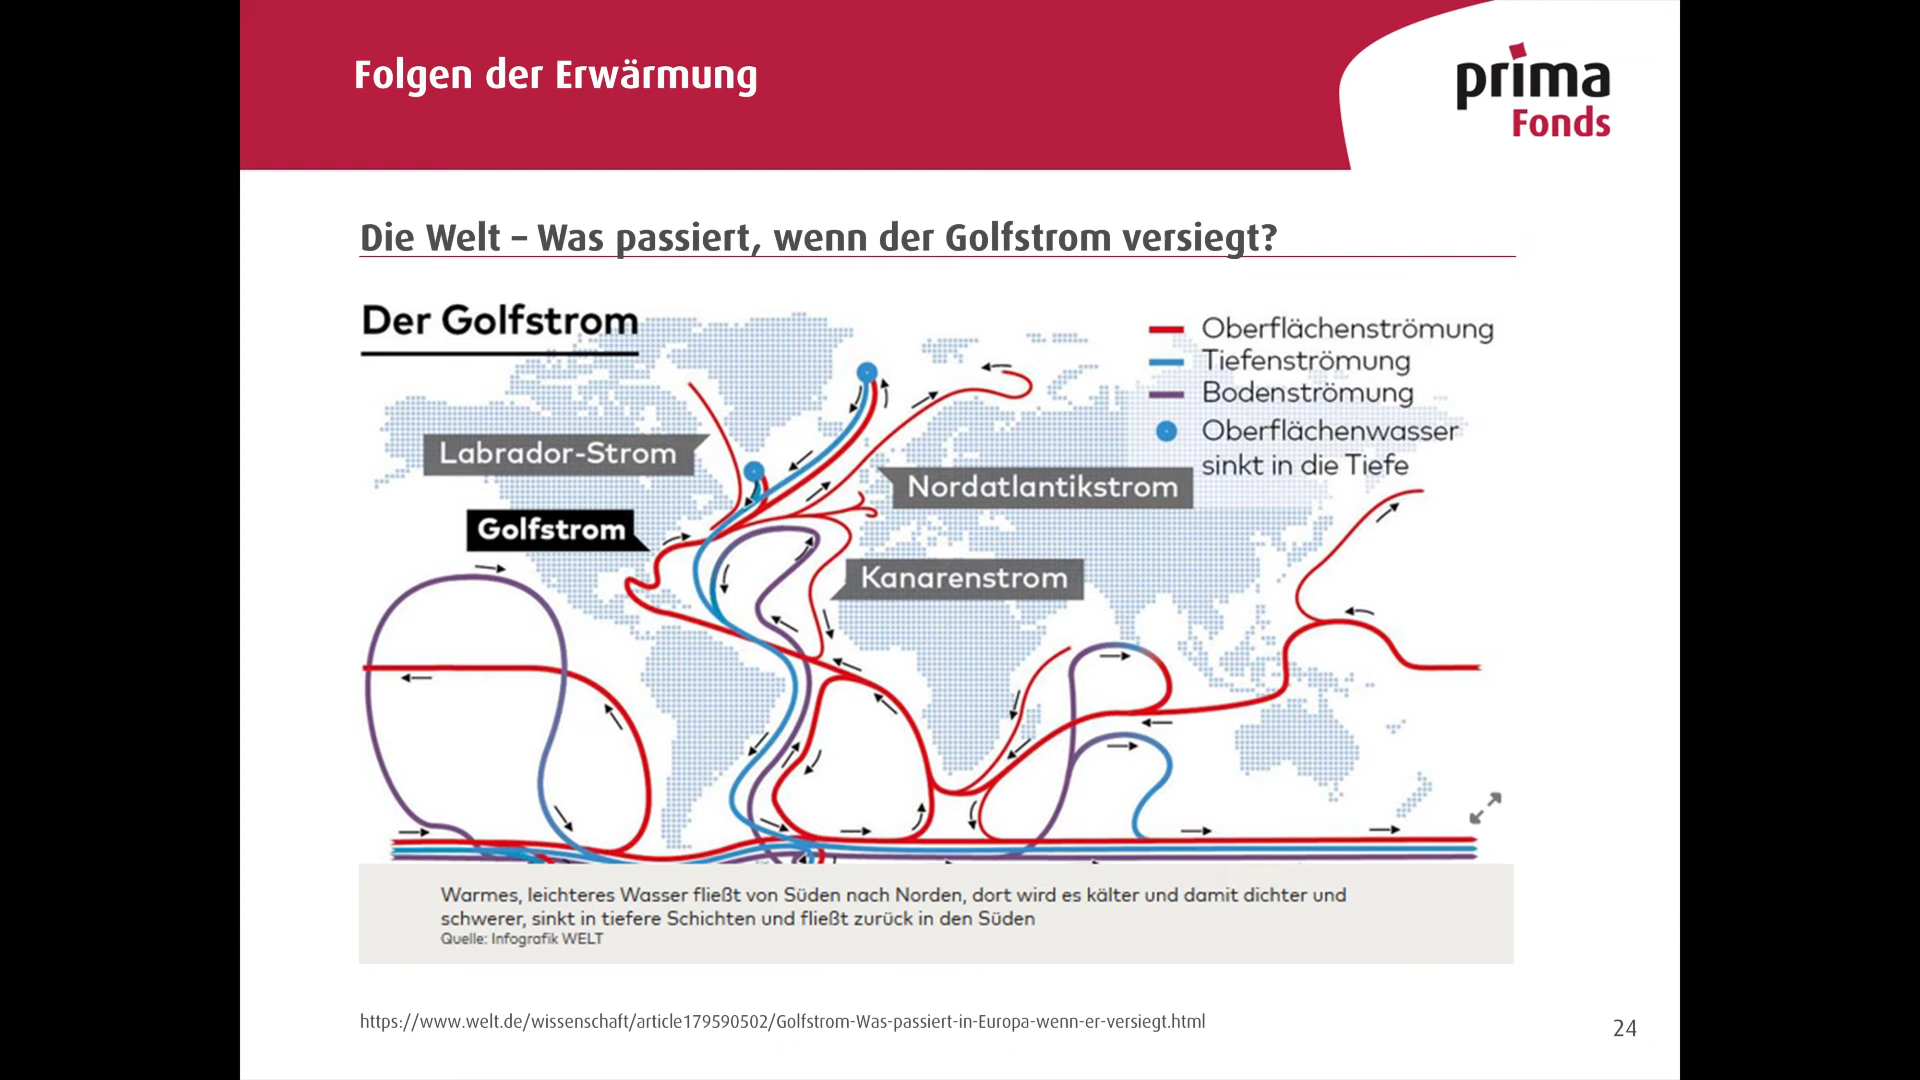 Folgen der Erwärmung
prima
Fonds
Die Welt – Was passiert, wenn der Golfstrom versiegt?
Der Golfstrom
Oberflächenströmung
Tiefenströmung
Bodenströmung
Oberflächenwasser
sinkt in die Tiefe
Labrador-Strom
Nordatlantikstrom
Golfstrom
Kanarenstrom
Warmes, leichteres Wasser fließt von Süden nach Norden, dort wird es kälter und damit dichter und
schwerer, sinkt in tiefere Schichten und fließt zurück in den Süden
Quelle: Infografik WELT
https://www.welt.de/wissenschaft/article179590502/Golfstrom-Was-passiert-in-Europa-wenn-er-versiegt.html
24